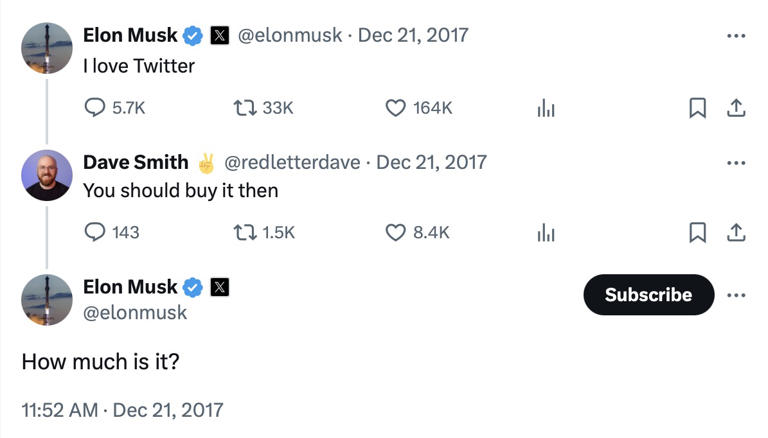 Elon Musk @elonmusk · Dec 21, 2017
I love Twitter
5.7K 33K 164K
Dave Smith ✌️ @redletterdave · Dec 21, 2017
You should buy it then
143 1.5K 8.4K
Elon Musk
Subscribe
@elonmusk
How much is it?
11:52 AM · Dec 21, 2017